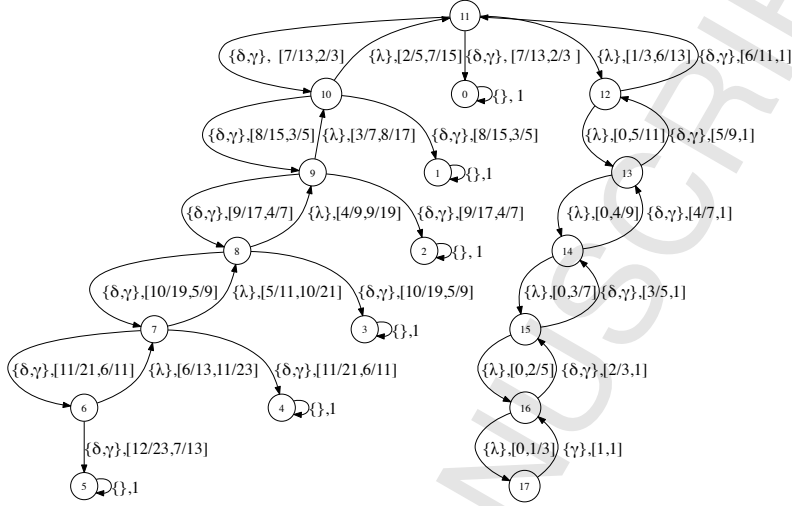 11
{δ,γ}, [7/13,2/3] {λ},[2/5,7/15] {δ,γ}, [7/13,2/3 ] {λ},[1/3,6/13] {δ,γ},[6/11,1]
10 0 {}, 1 12
{δ,γ},[8/15,3/5] {λ},[3/7,8/17] {δ,γ},[8/15,3/5] {λ},[0,5/11] {δ,γ},[5/9,1]
9 1 {},1 13
{δ,γ},[9/17,4/7] {λ},[4/9,9/19] {δ,γ},[9/17,4/7] {λ},[0,4/9] {δ,γ},[4/7,1]
8 2 {}, 1 14
{δ,γ},[10/19,5/9] {λ},[5/11,10/21] {δ,γ},[10/19,5/9] {λ},[0,3/7] {δ,γ},[3/5,1]
7 3 {},1 15
{δ,γ},[11/21,6/11] {λ},[6/13,11/23] {δ,γ},[11/21,6/11] {λ},[0,2/5] {δ,γ},[2/3,1]
6 4 {},1 16
{δ,γ},[12/23,7/13] {λ},[0,1/3] {γ},[1,1]
5 {},1 17
NUSCRI